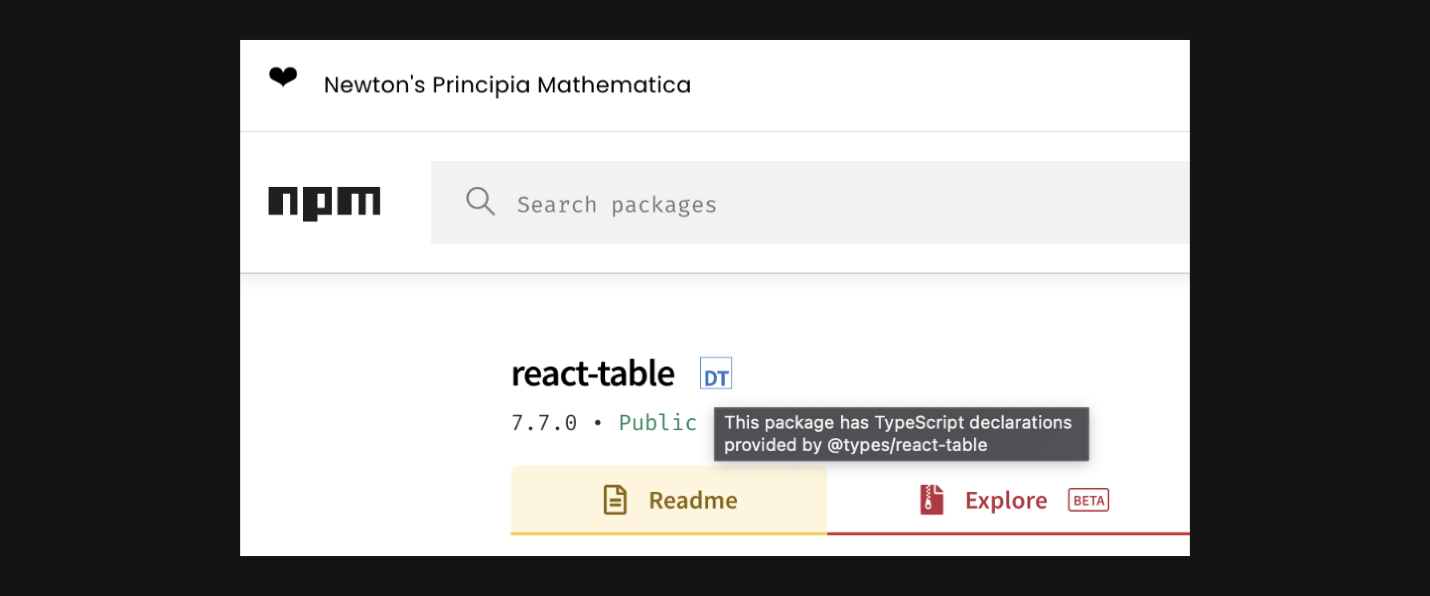 ❤ Newton's Principia Mathematica
npm
Search packages
react-table DT
7.7.0 • Public
This package has TypeScript declarations
provided by @types/react-table
Readme
Explore BETA